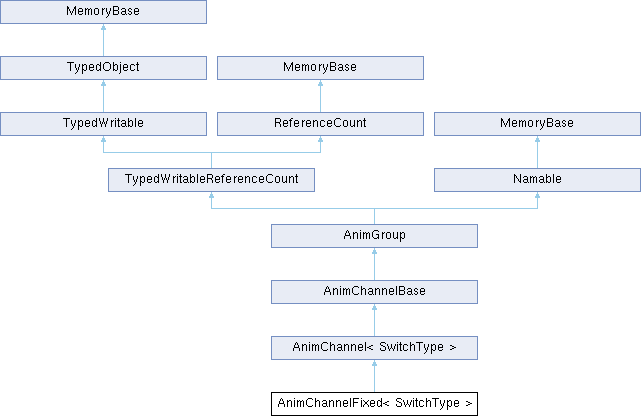 MemoryBase
TypedObject
MemoryBase
TypedWritable
ReferenceCount
MemoryBase
TypedWritableReferenceCount
Namable
AnimGroup
AnimChannelBase
AnimChannel< SwitchType >
AnimChannelFixed< SwitchType >